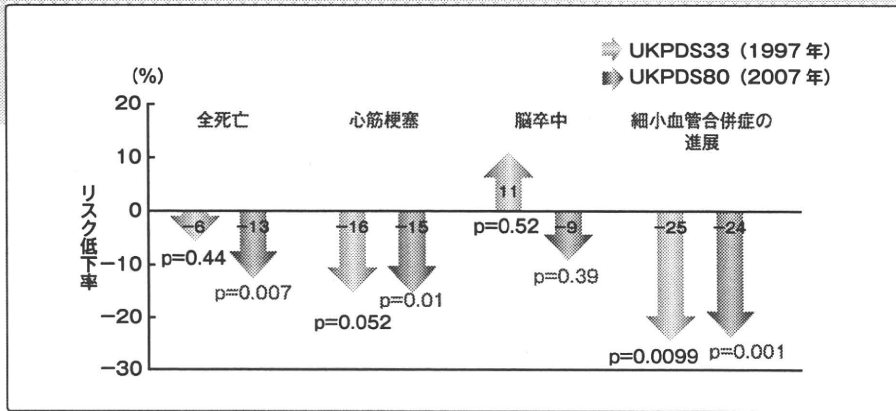 UKPDS33（1997年）
UKPDS80（2007年）
(%)
20
10
0
−10
−20
−30
リスク低下率
全死亡
心筋梗塞
脳卒中
細小血管合併症の
進展
−6
−13
−16
−15
11
−9
−25
−24
p=0.44
p=0.007
p=0.052
p=0.01
p=0.52
p=0.39
p=0.0099
p=0.001